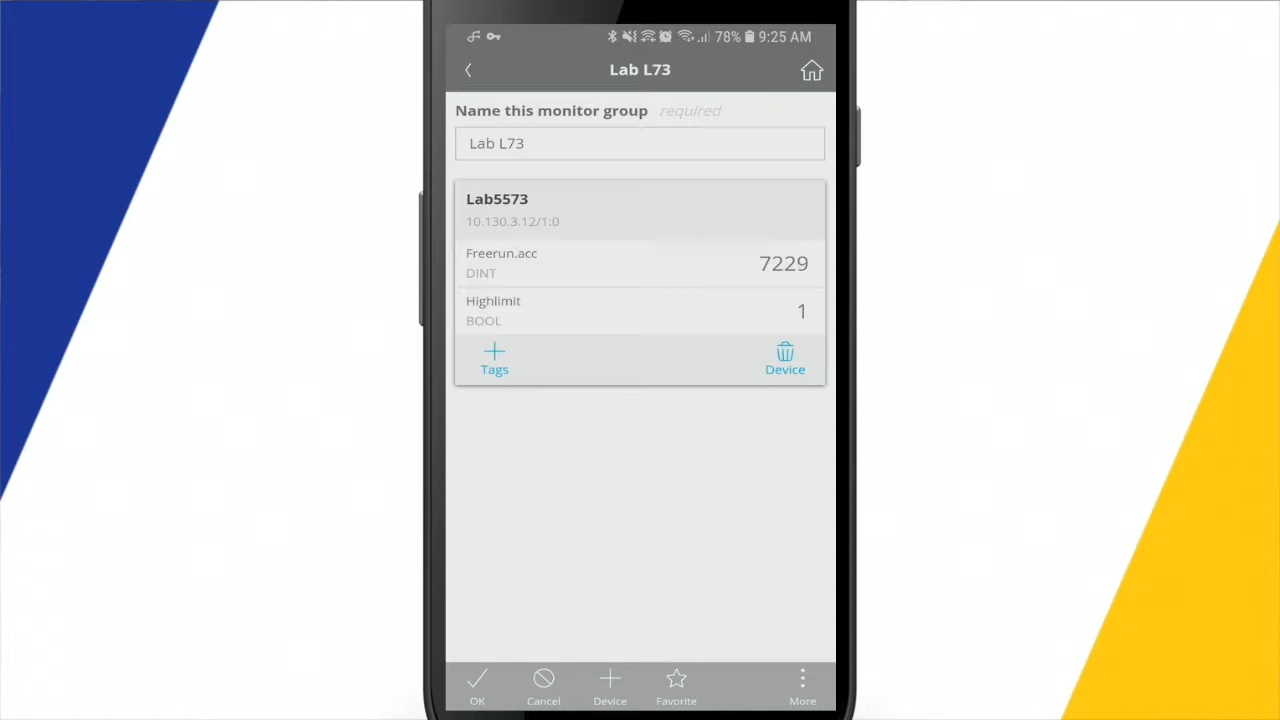 78% 9:25 AM
Lab L73
Name this monitor group required
Lab L73
Lab5573
10.130.3.12/1:0
Freerun.acc
DINT
7229
Highlimit
BOOL
1
Tags
Device
OK
Cancel
Device
Favorite
More